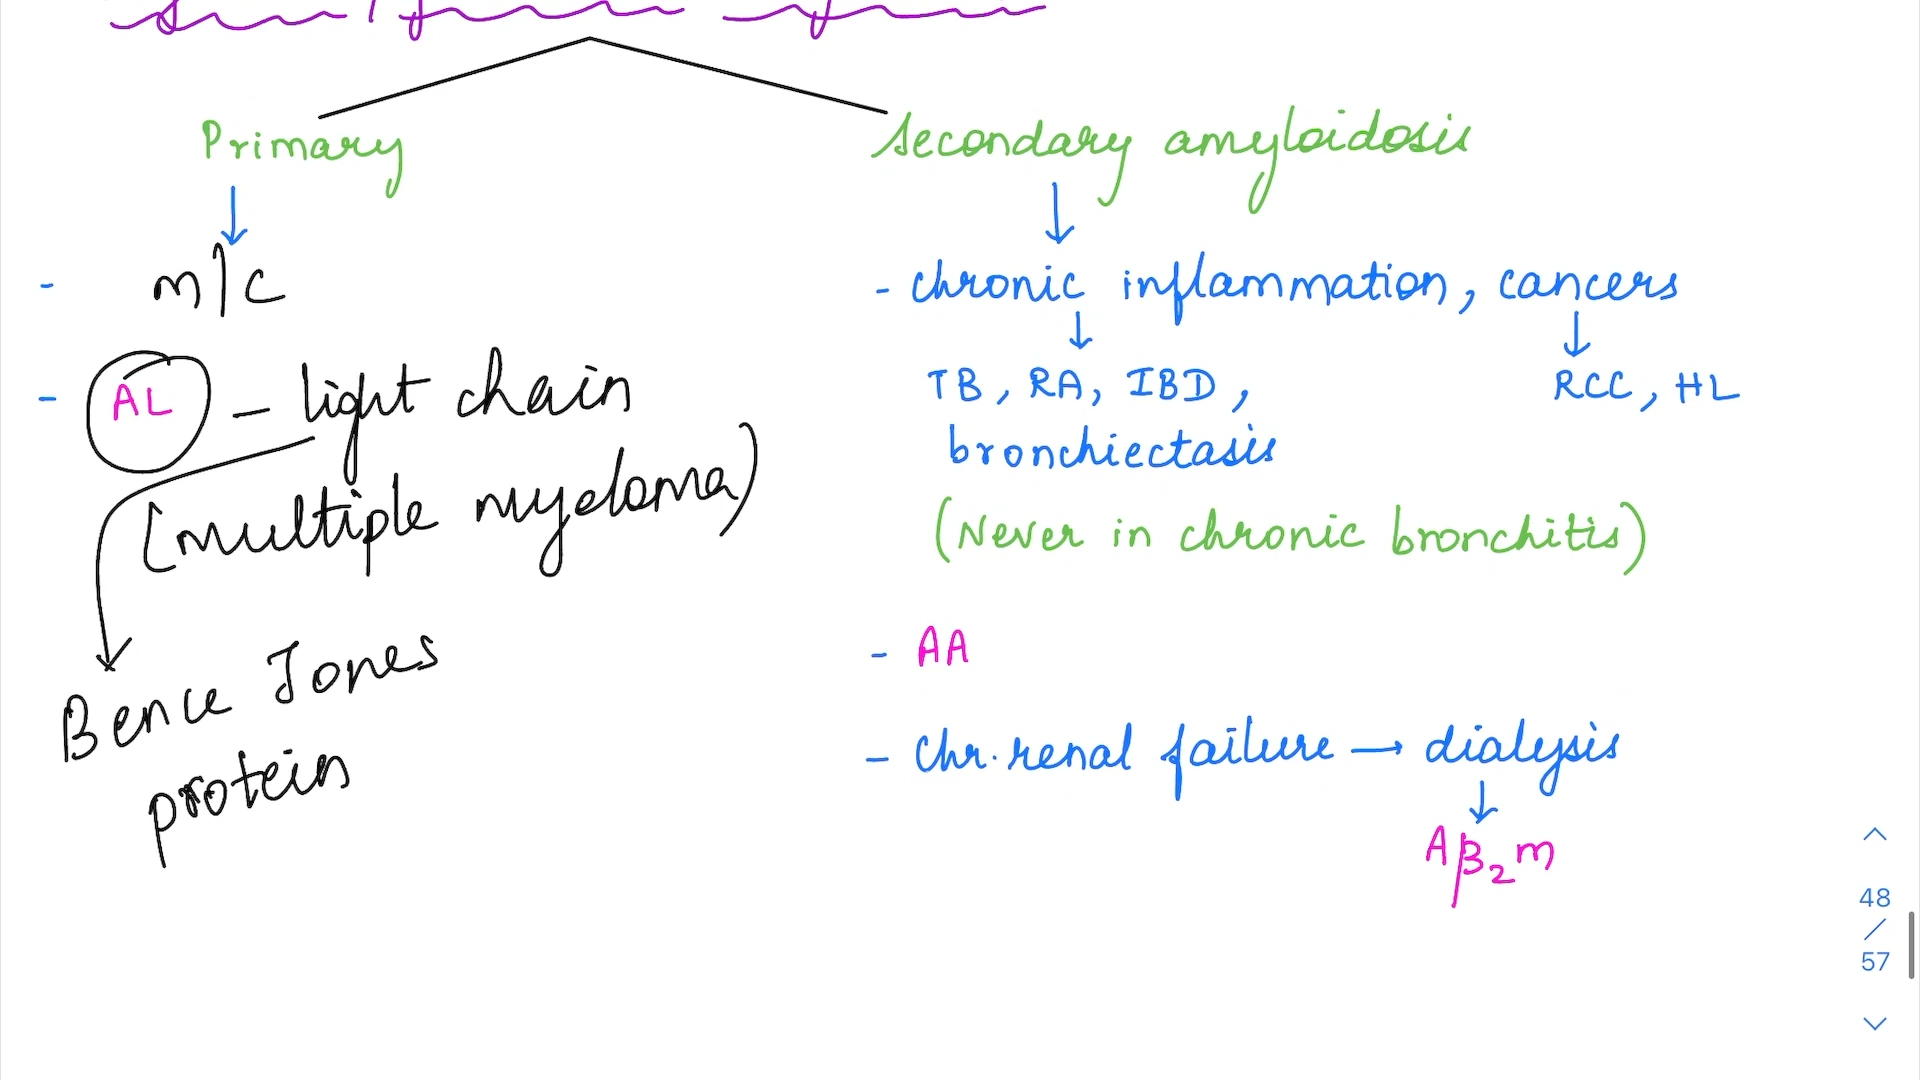 Primary
Secondary amyloidosis
- m/c
- AL - light chain
(multiple myeloma)
Bence Jones
protein
- chronic inflammation, cancers
TB, RA, IBD,
RCC, HL
bronchiectasis
(Never in chronic bronchitis)
- AA
- Chr. renal failure → dialysis
Aβ₂m
48
/
57